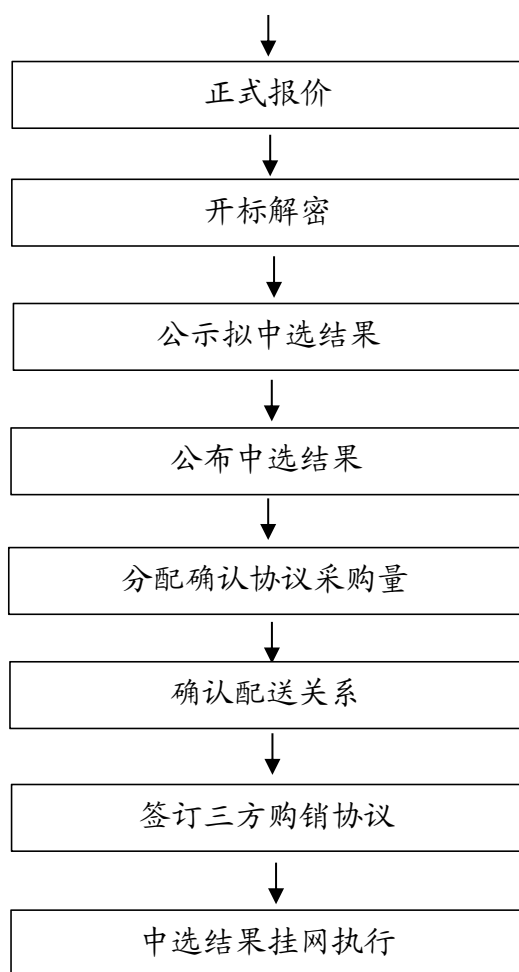 正式报价
开标解密
公示拟中选结果
公布中选结果
分配确认协议采购量
确认配送关系
签订三方购销协议
中选结果挂网执行